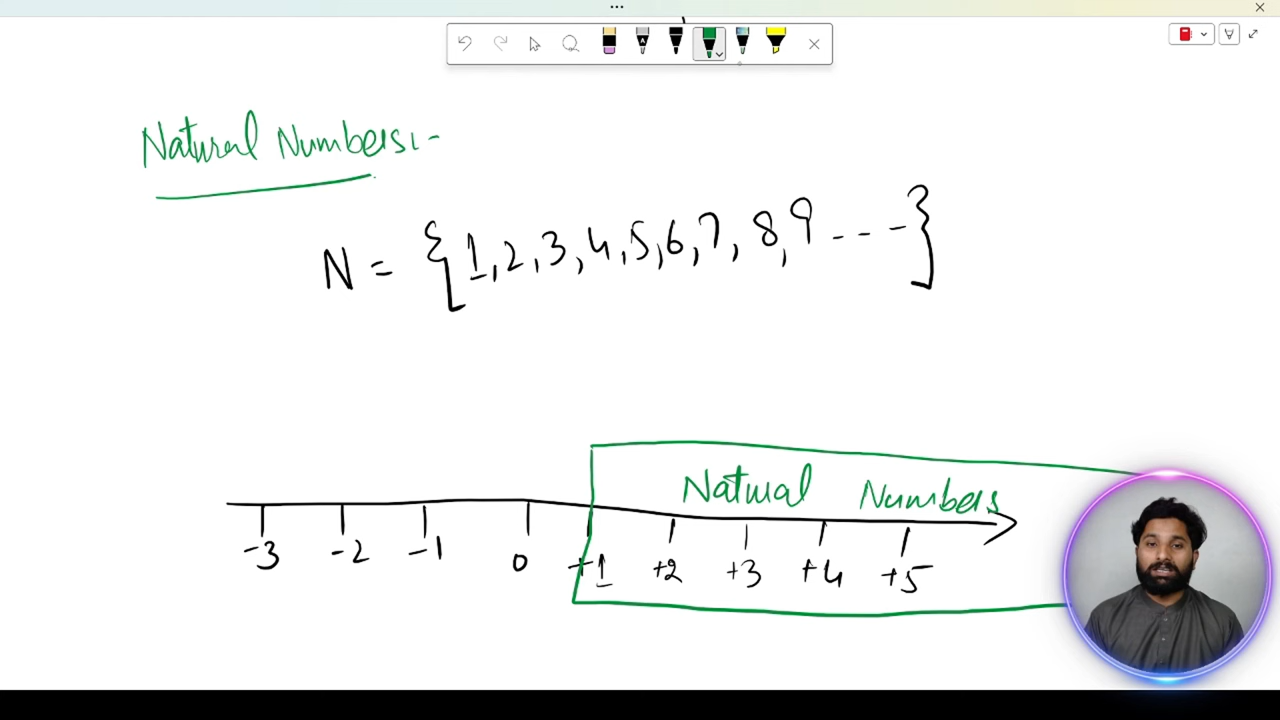 Natural Numbers:-
N = {1,2,3,4,5,6,7,8,9 - - -}
Natural Numbers
-3 -2 -1 0 +1 +2 +3 +4 +5